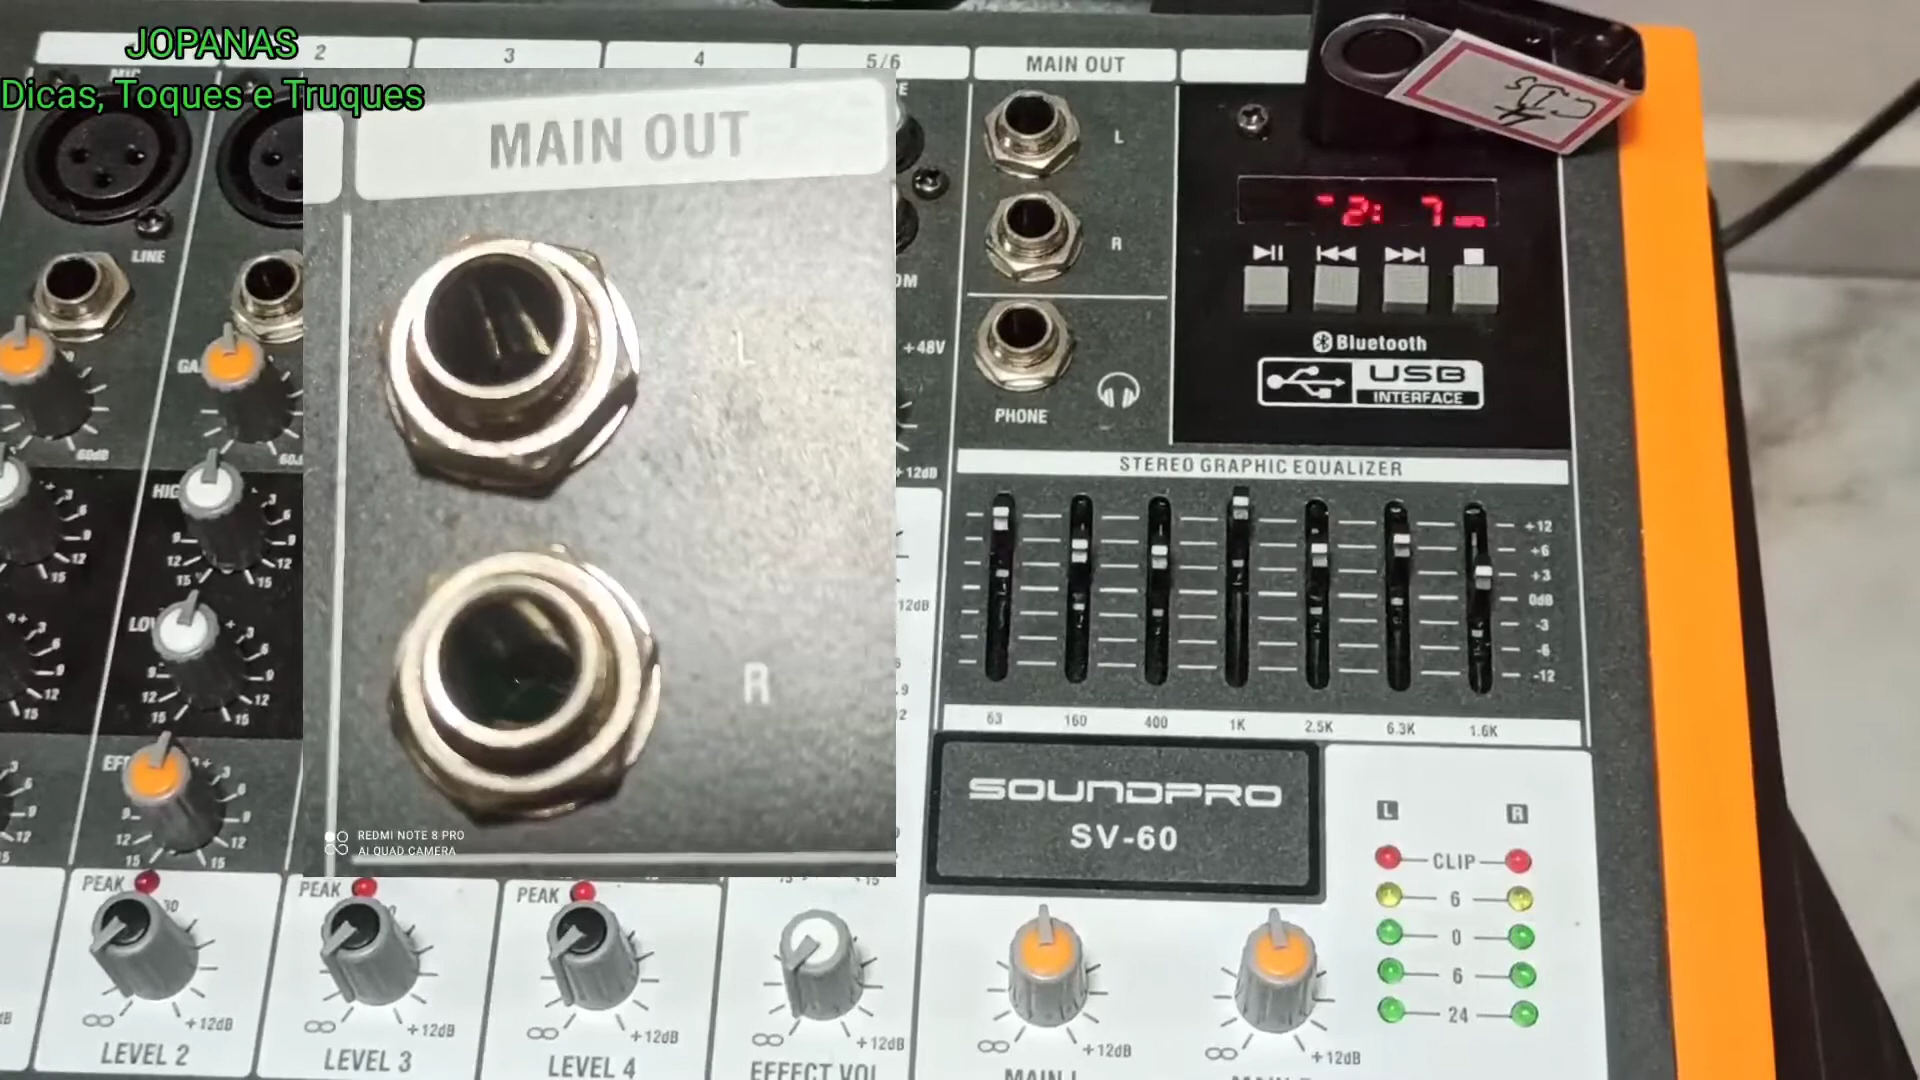 JOPANAS
Dicas, Toques e Truques
2
3
4
5/6
MAIN OUT
MAIN OUT
L
R
L
R
LINE
+48V
PHONE
Bluetooth
USB
INTERFACE
+12dB
60dB
STEREO GRAPHIC EQUALIZER
+12
+6
+3
0dB
-3
-6
-12
63
160
400
1K
2.5K
6.3K
1.6K
SOUNDPRO
SV-60
L
R
CLIP
6
0
6
24
REDMI NOTE 8 PRO
AI QUAD CAMERA
PEAK
PEAK
PEAK
∞
+12dB
∞
+12dB
∞
+12dB
∞
+12dB
∞
+12dB
∞
+12dB
LEVEL 2
LEVEL 3
LEVEL 4
EFFECT VOL
MAIN L